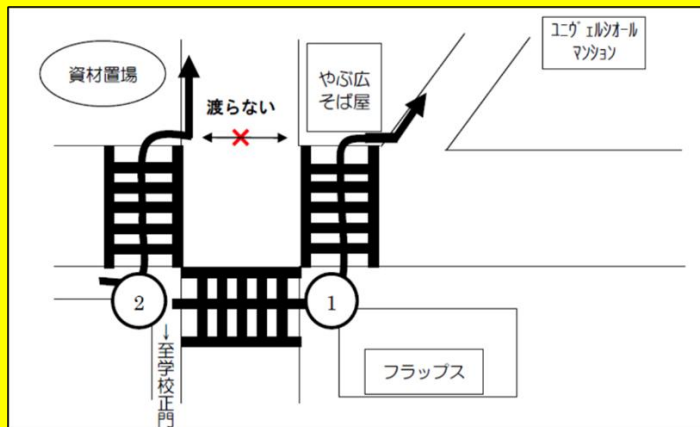 ユニヴェルシオール
マンション
資材置場
やぶ広
そば屋
渡らない
2
1
→至学校正門
フラップス